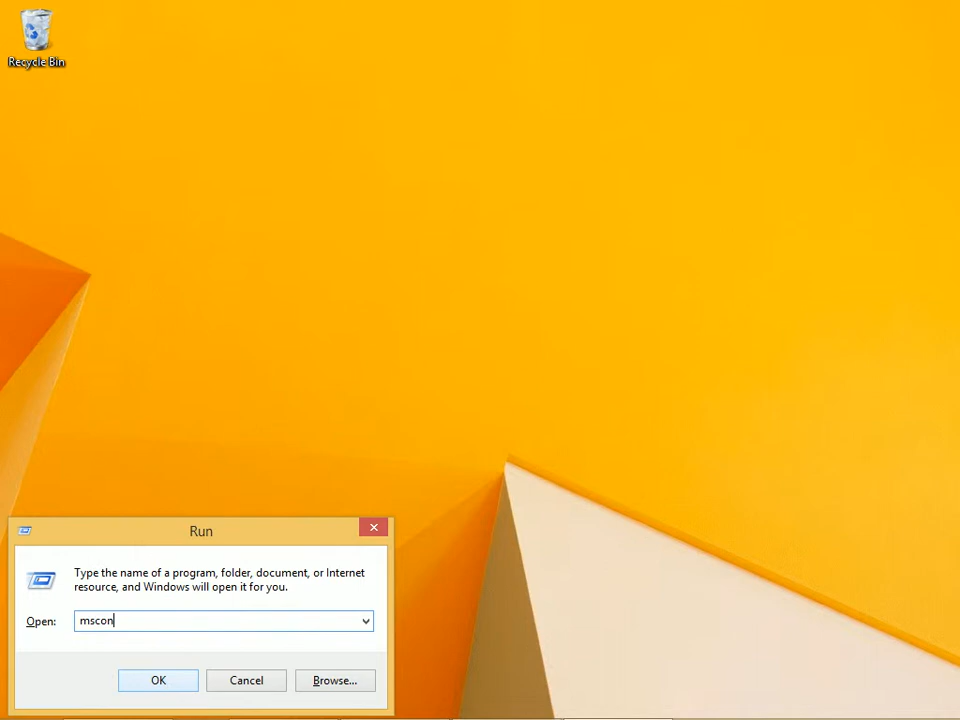 Recycle Bin
Run
Type the name of a program, folder, document, or Internet
resource, and Windows will open it for you.
Open: mscon
OK Cancel Browse...